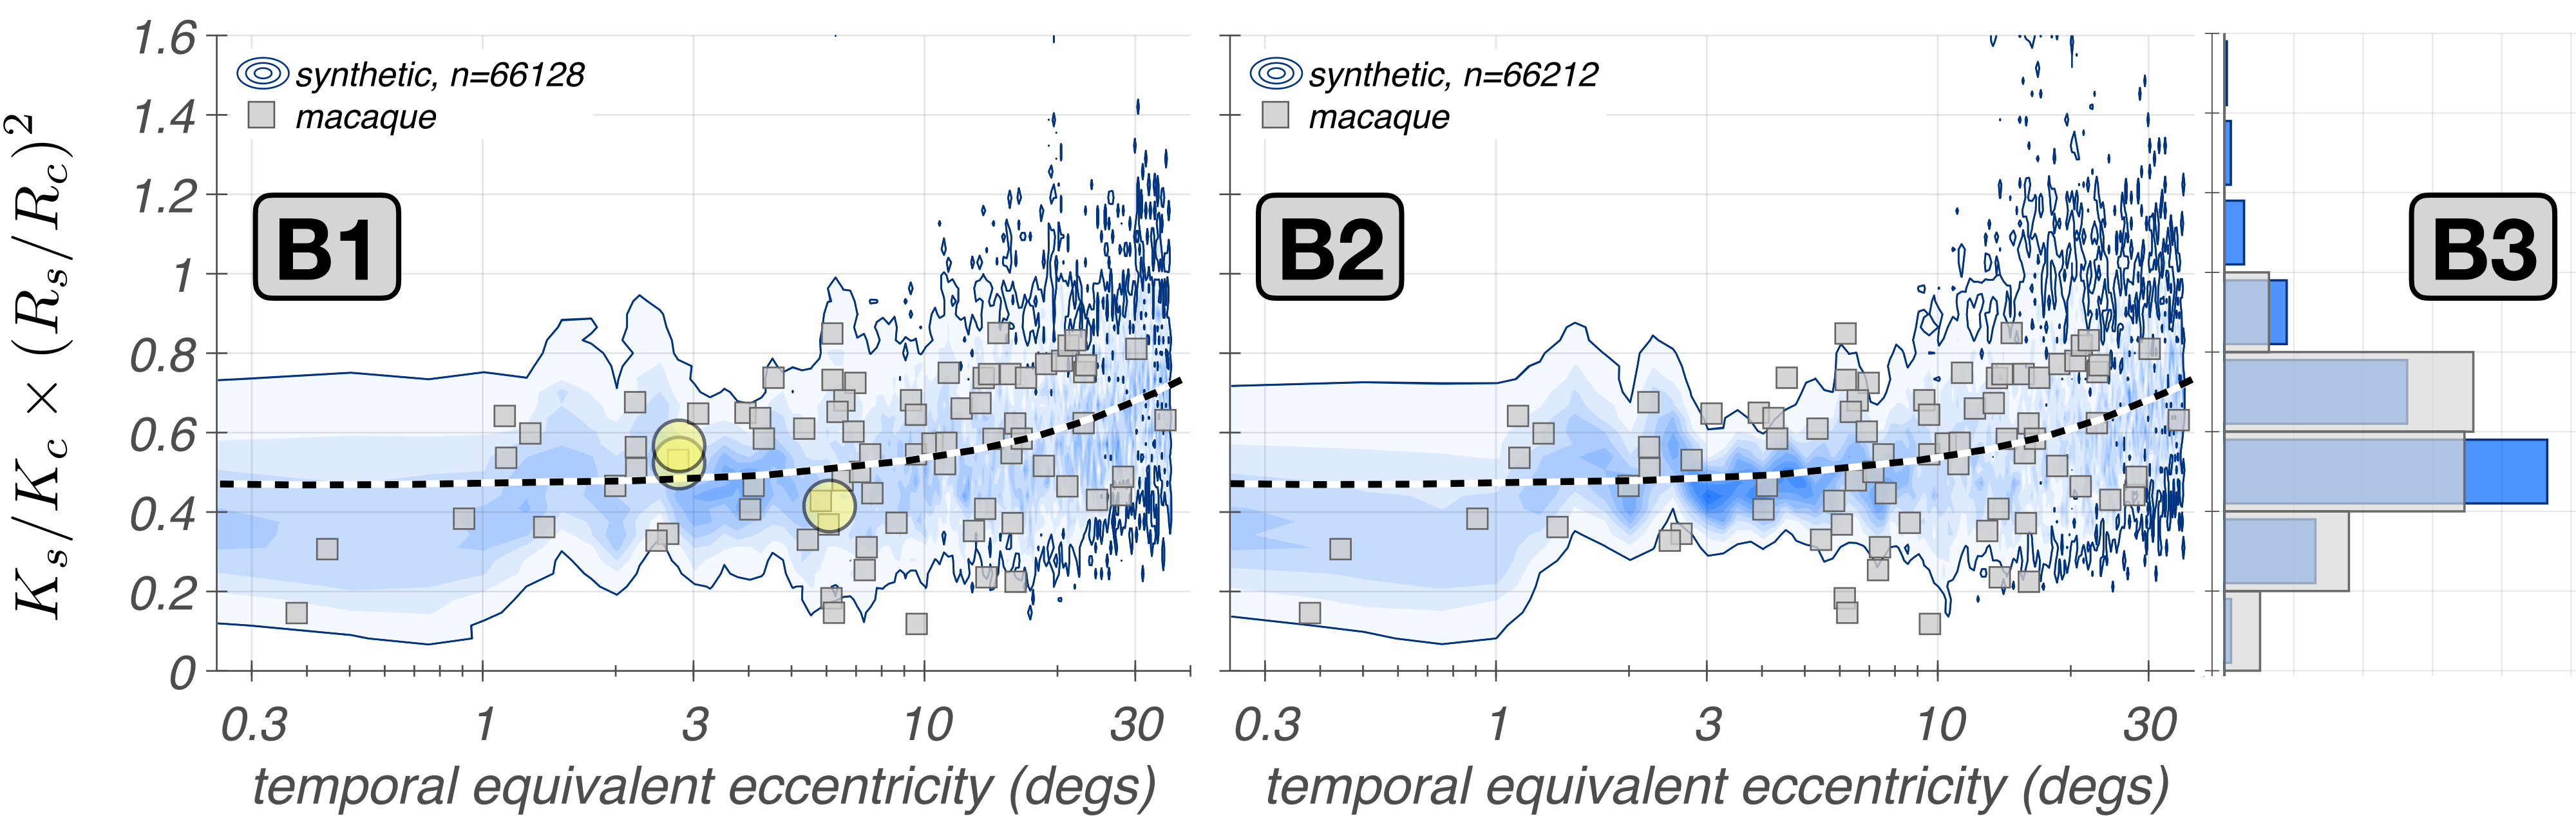 K_s/K_c × (R_s/R_c)^2
1.6
1.4
1.2
1
0.8
0.6
0.4
0.2
0
synthetic, n=66128
macaque
B1
0.3 1 3 10 30
temporal equivalent eccentricity (degs)
synthetic, n=66212
macaque
B2
0.3 1 3 10 30
temporal equivalent eccentricity (degs)
B3